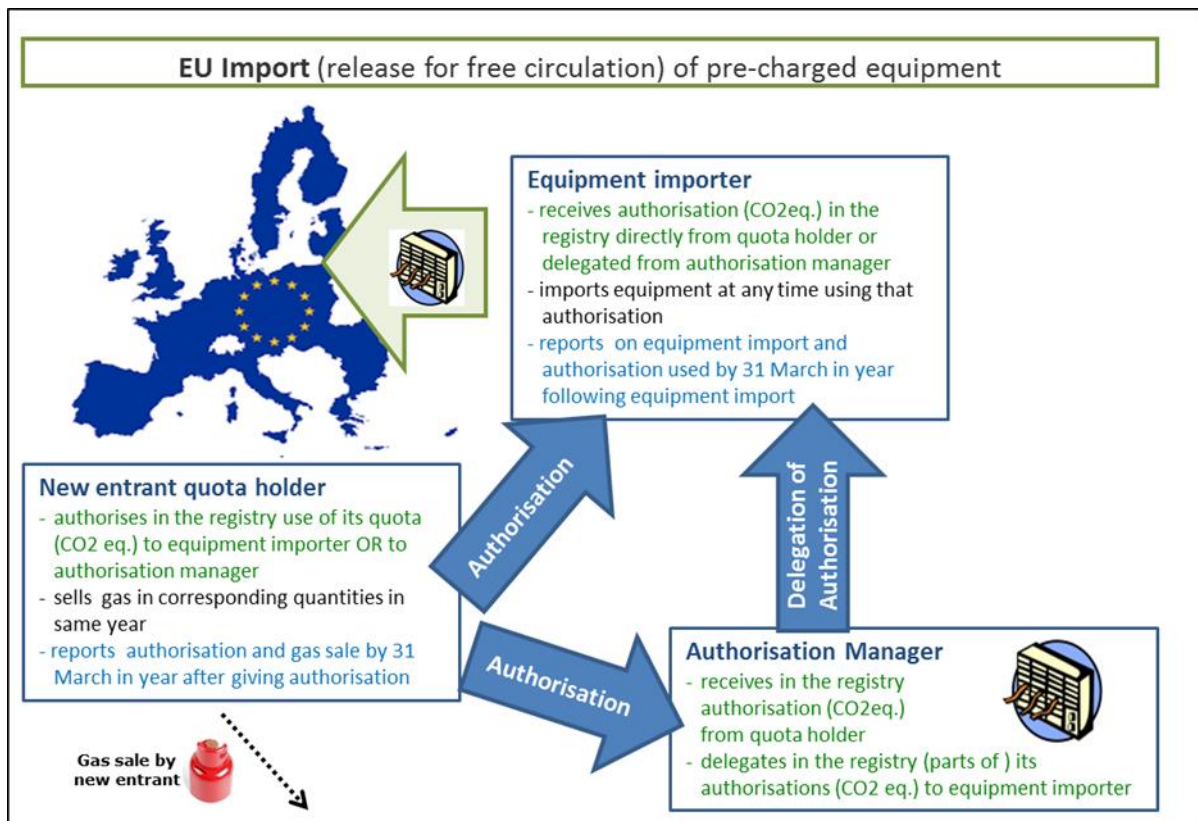 EU Import (release for free circulation) of pre-charged equipment
Equipment importer
- receives authorisation (CO2eq.) in the
registry directly from quota holder or
delegated from authorisation manager
- imports equipment at any time using that
authorisation
- reports on equipment import and
authorisation used by 31 March in year
following equipment import
New entrant quota holder
- authorises in the registry use of its quota
(CO2 eq.) to equipment importer OR to
authorisation manager
- sells gas in corresponding quantities in
same year
- reports authorisation and gas sale by 31
March in year after giving authorisation
Authorisation
Delegation of
Authorisation
Authorisation
Authorisation Manager
- receives in the registry
authorisation (CO2eq.)
from quota holder
- delegates in the registry (parts of ) its
authorisations (CO2 eq.) to equipment importer
Gas sale by
new entrant